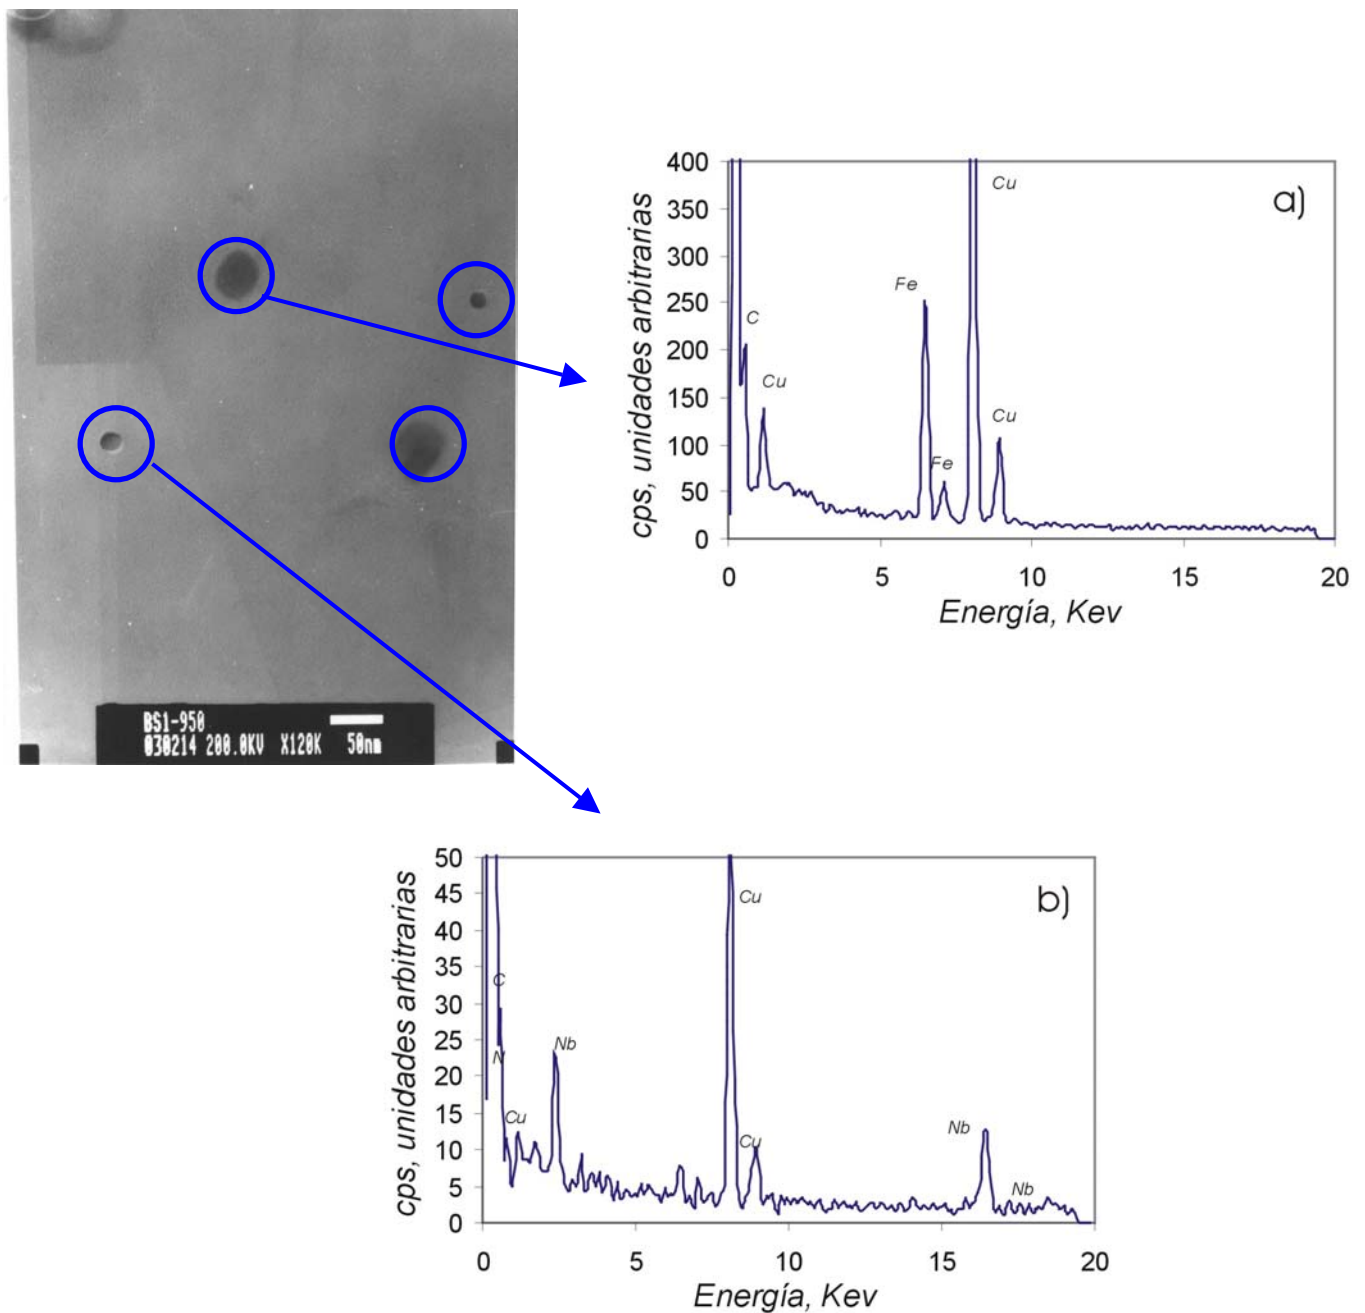 BS1-950
030214 200.0KV X120K 50nm
a)
cps, unidades arbitrarias
400
350
300
250
200
150
100
50
0
C
Cu
Fe
Fe
Cu
Cu
0 5 10 15 20
Energía, Kev
b)
cps, unidades arbitrarias
50
45
40
35
30
25
20
15
10
5
0
C
N
Cu
Nb
Cu
Cu
Nb
Nb
0 5 10 15 20
Energía, Kev